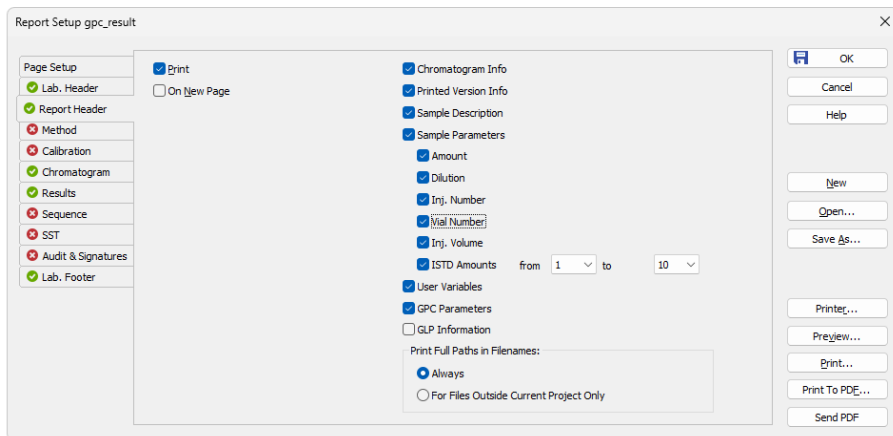 Report Setup gpc_result
Page Setup
Lab. Header
Report Header
Method
Calibration
Chromatogram
Results
Sequence
SST
Audit & Signatures
Lab. Footer
Print
On New Page
Chromatogram Info
Printed Version Info
Sample Description
Sample Parameters
Amount
Dilution
Inj. Number
Vial Number
Inj. Volume
ISTD Amounts from 1 to 10
User Variables
GPC Parameters
GLP Information
Print Full Paths in Filenames:
Always
For Files Outside Current Project Only
OK
Cancel
Help
New
Open...
Save As...
Printer...
Preview...
Print...
Print To PDF...
Send PDF